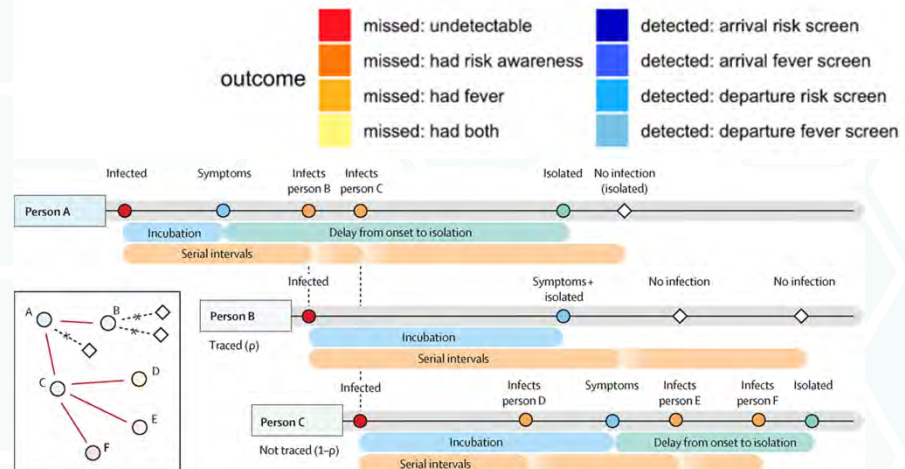 outcome
missed: undetectable
missed: had risk awareness
missed: had fever
missed: had both
detected: arrival risk screen
detected: arrival fever screen
detected: departure risk screen
detected: departure fever screen
Infected
Symptoms
Infects person B
Infects person C
Isolated
No infection (isolated)
Person A
Incubation
Delay from onset to isolation
Serial intervals
Infected
Symptoms+ isolated
No infection
No infection
Person B
Traced (ρ)
Incubation
Serial intervals
Infected
Infects person D
Symptoms
Infects person E
Infects person F
Isolated
Person C
Not traced (1–ρ)
Incubation
Delay from onset to isolation
Serial intervals
A
B
C
D
E
F